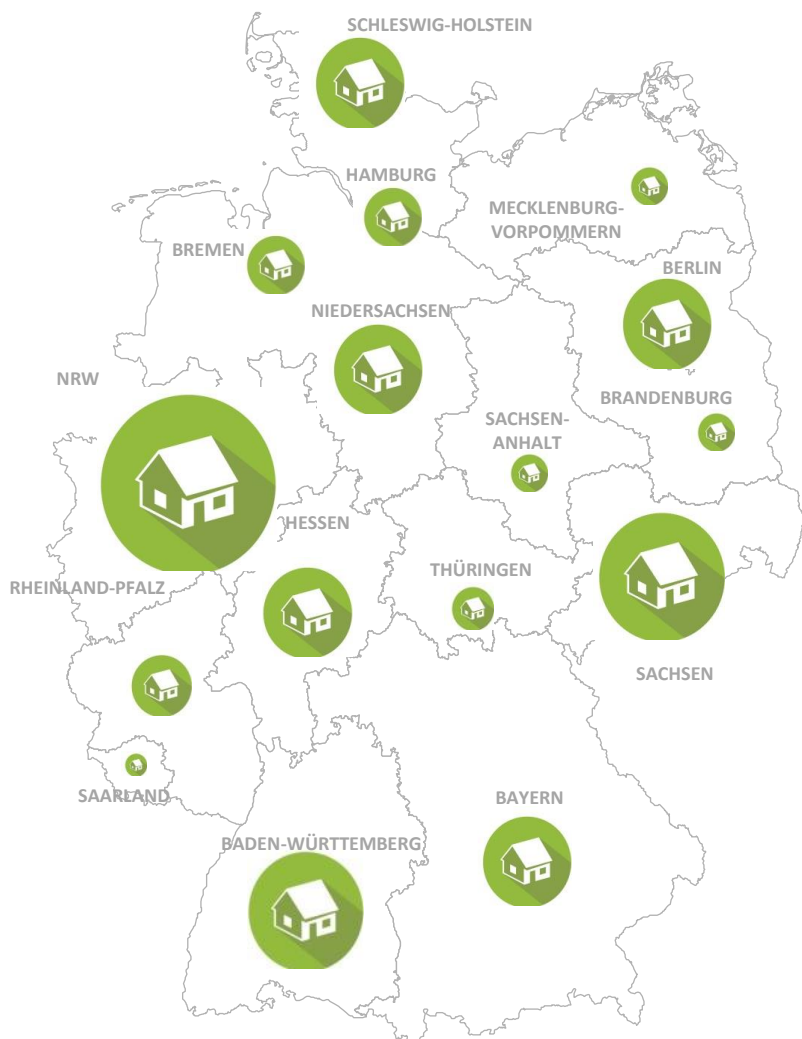 SCHLESWIG-HOLSTEIN
HAMBURG
MECKLENBURG-
VORPOMMERN
BREMEN
BERLIN
NIEDERSACHSEN
NRW
BRANDENBURG
SACHSEN-
ANHALT
HESSEN
THÜRINGEN
RHEINLAND-PFALZ
SACHSEN
SAARLAND
BAYERN
BADEN-WÜRTTEMBERG